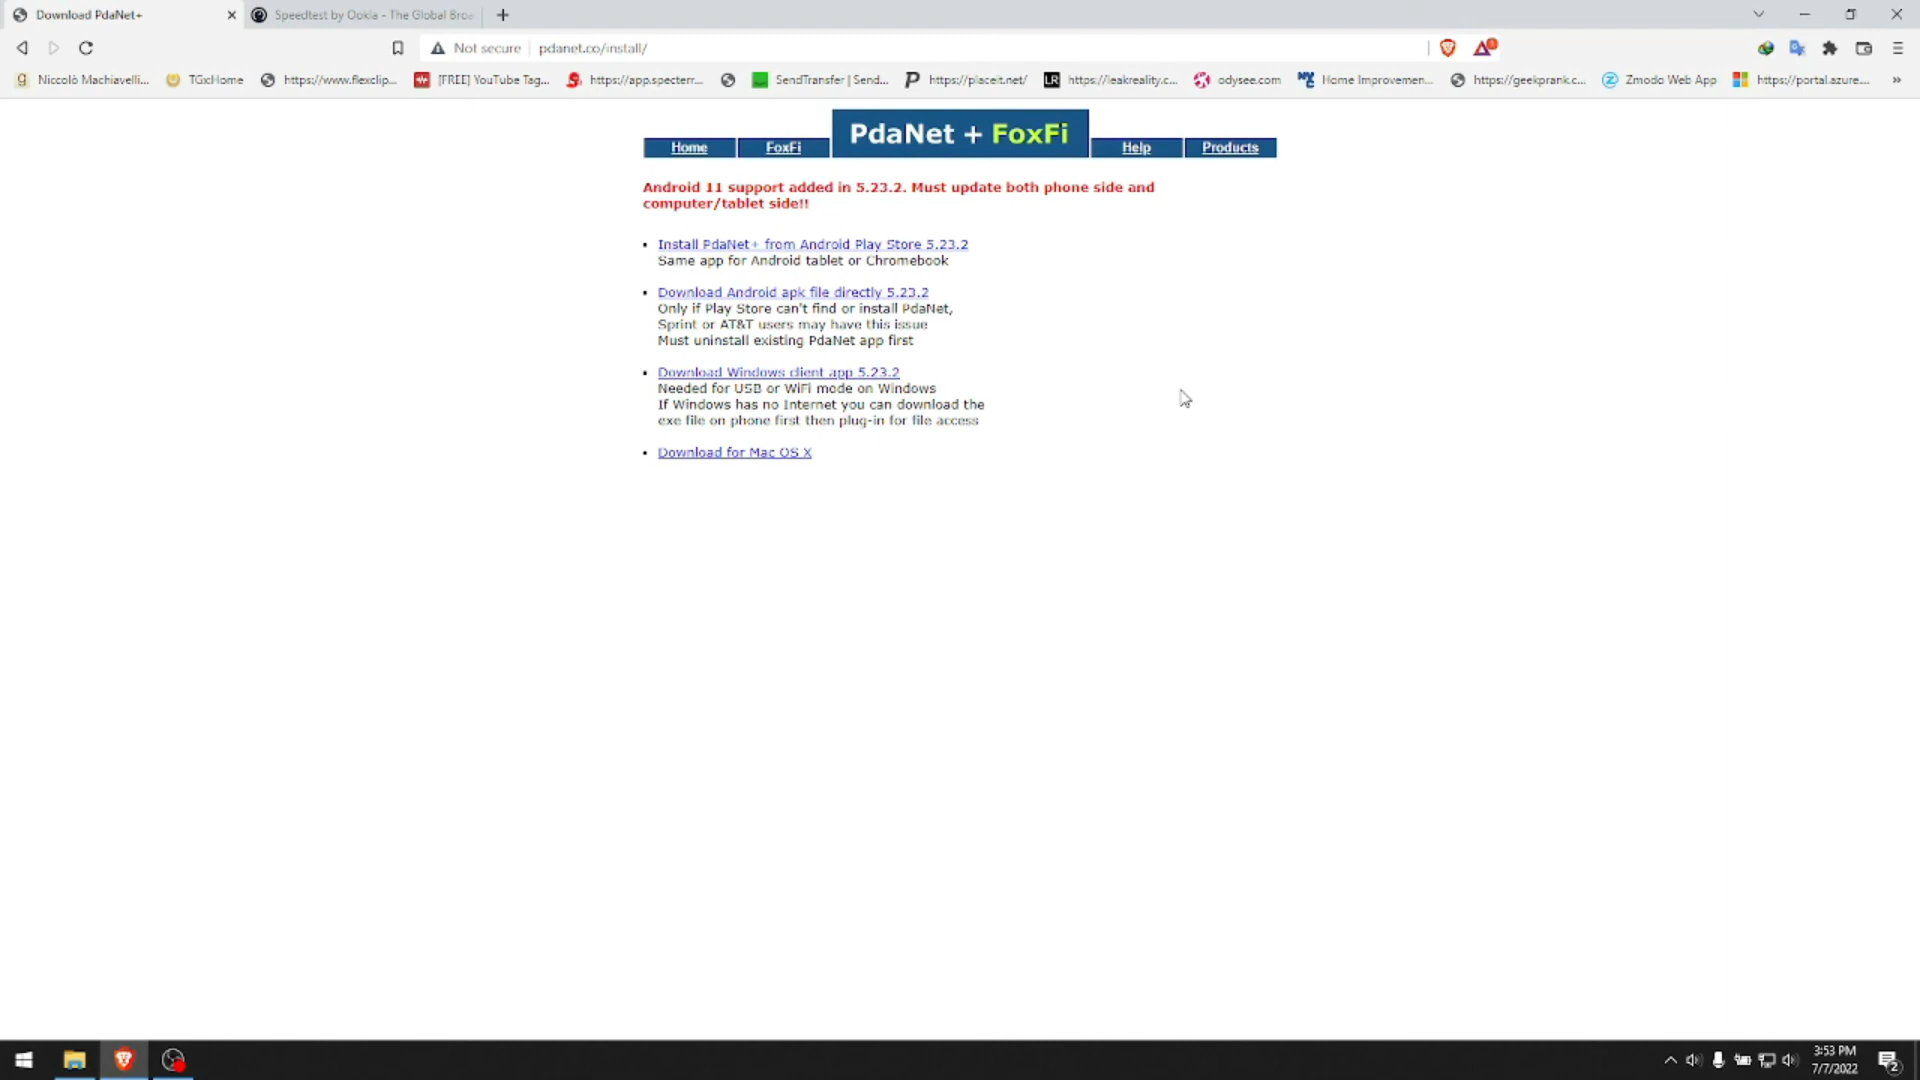 Download PdaNet+
Speedtest by Ookla - The Global Broa
Not secure
pdanet.co/install/
Niccolò Machiavelli...
TGxHome
https://www.flexclip...
[FREE] YouTube Tag...
https://app.specterr...
SendTransfer | Send...
https://placeit.net/
LR
https://leakreality.c...
odysee.com
Home Improvemen...
https://geekprank.c...
Zmodo Web App
https://portal.azure....
»
Home
FoxFi
PdaNet + FoxFi
Help
Products
Android 11 support added in 5.23.2. Must update both phone side and
computer/tablet side!!
Install PdaNet+ from Android Play Store 5.23.2
Same app for Android tablet or Chromebook
Download Android apk file directly 5.23.2
Only if Play Store can't find or install PdaNet,
Sprint or AT&T users may have this issue
Must uninstall existing PdaNet app first
Download Windows client app 5.23.2
Needed for USB or WiFi mode on Windows
If Windows has no Internet you can download the
exe file on phone first then plug-in for file access
Download for Mac OS X
3:53 PM
7/7/2022
2